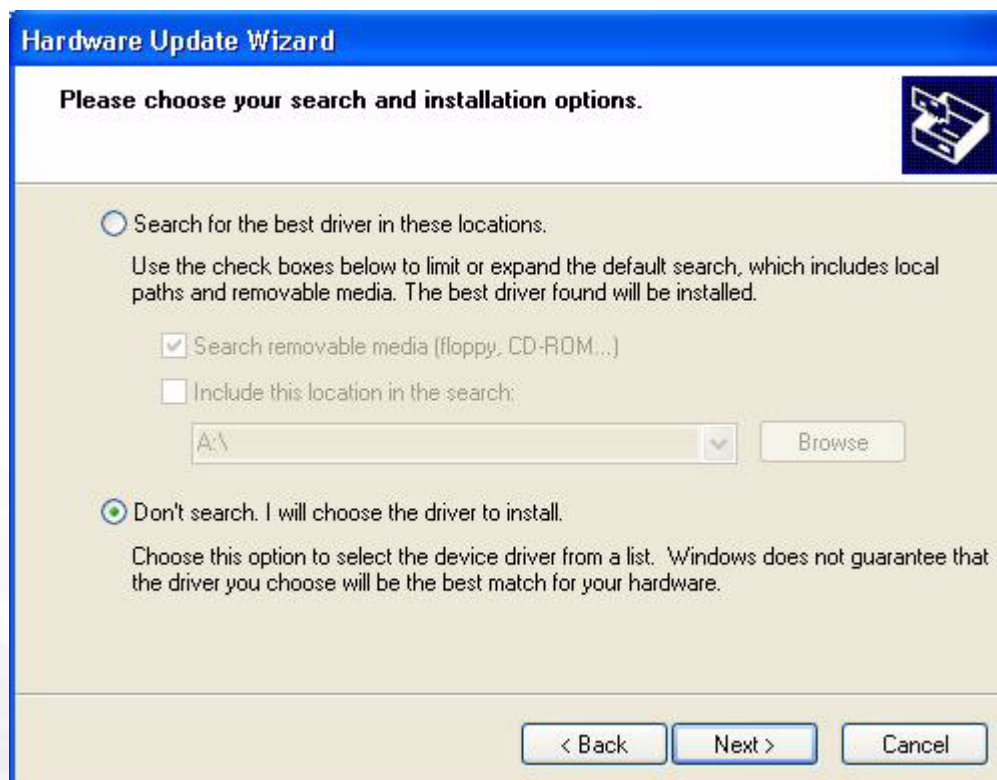 Hardware Update Wizard
Please choose your search and installation options.
Search for the best driver in these locations.
Use the check boxes below to limit or expand the default search, which includes local
paths and removable media. The best driver found will be installed.
Search removable media (floppy, CD-ROM...)
Include this location in the search:
A:\
Browse
Don't search. I will choose the driver to install.
Choose this option to select the device driver from a list.  Windows does not guarantee that
the driver you choose will be the best match for your hardware.
< Back
Next >
Cancel